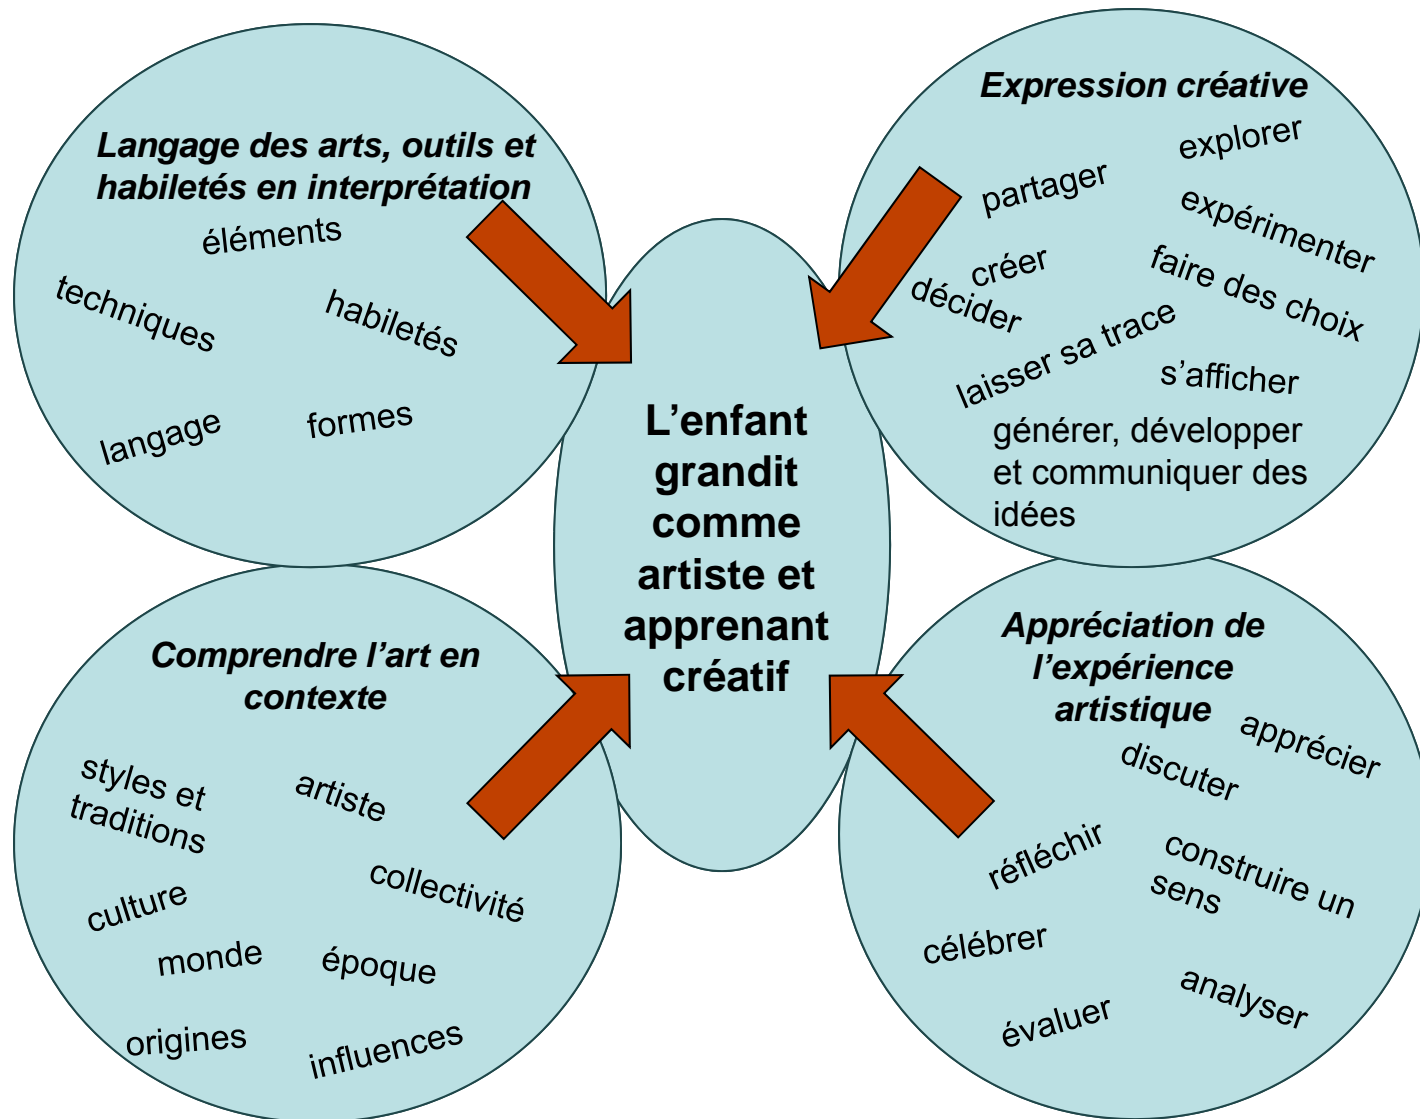 Langage des arts, outils et
habiletés en interprétation
éléments
techniques
habiletés
langage
formes
Expression créative
explorer
partager
expérimenter
créer
faire des choix
décider
laisser sa trace
s’afficher
générer, développer
et communiquer des
idées
L’enfant
grandit
comme
artiste et
apprenant
créatif
Comprendre l’art en
contexte
styles et
traditions
artiste
collectivité
culture
monde
époque
origines
influences
Appréciation de
l’expérience
artistique
apprécier
discuter
réfléchir
construire un
sens
célébrer
analyser
évaluer